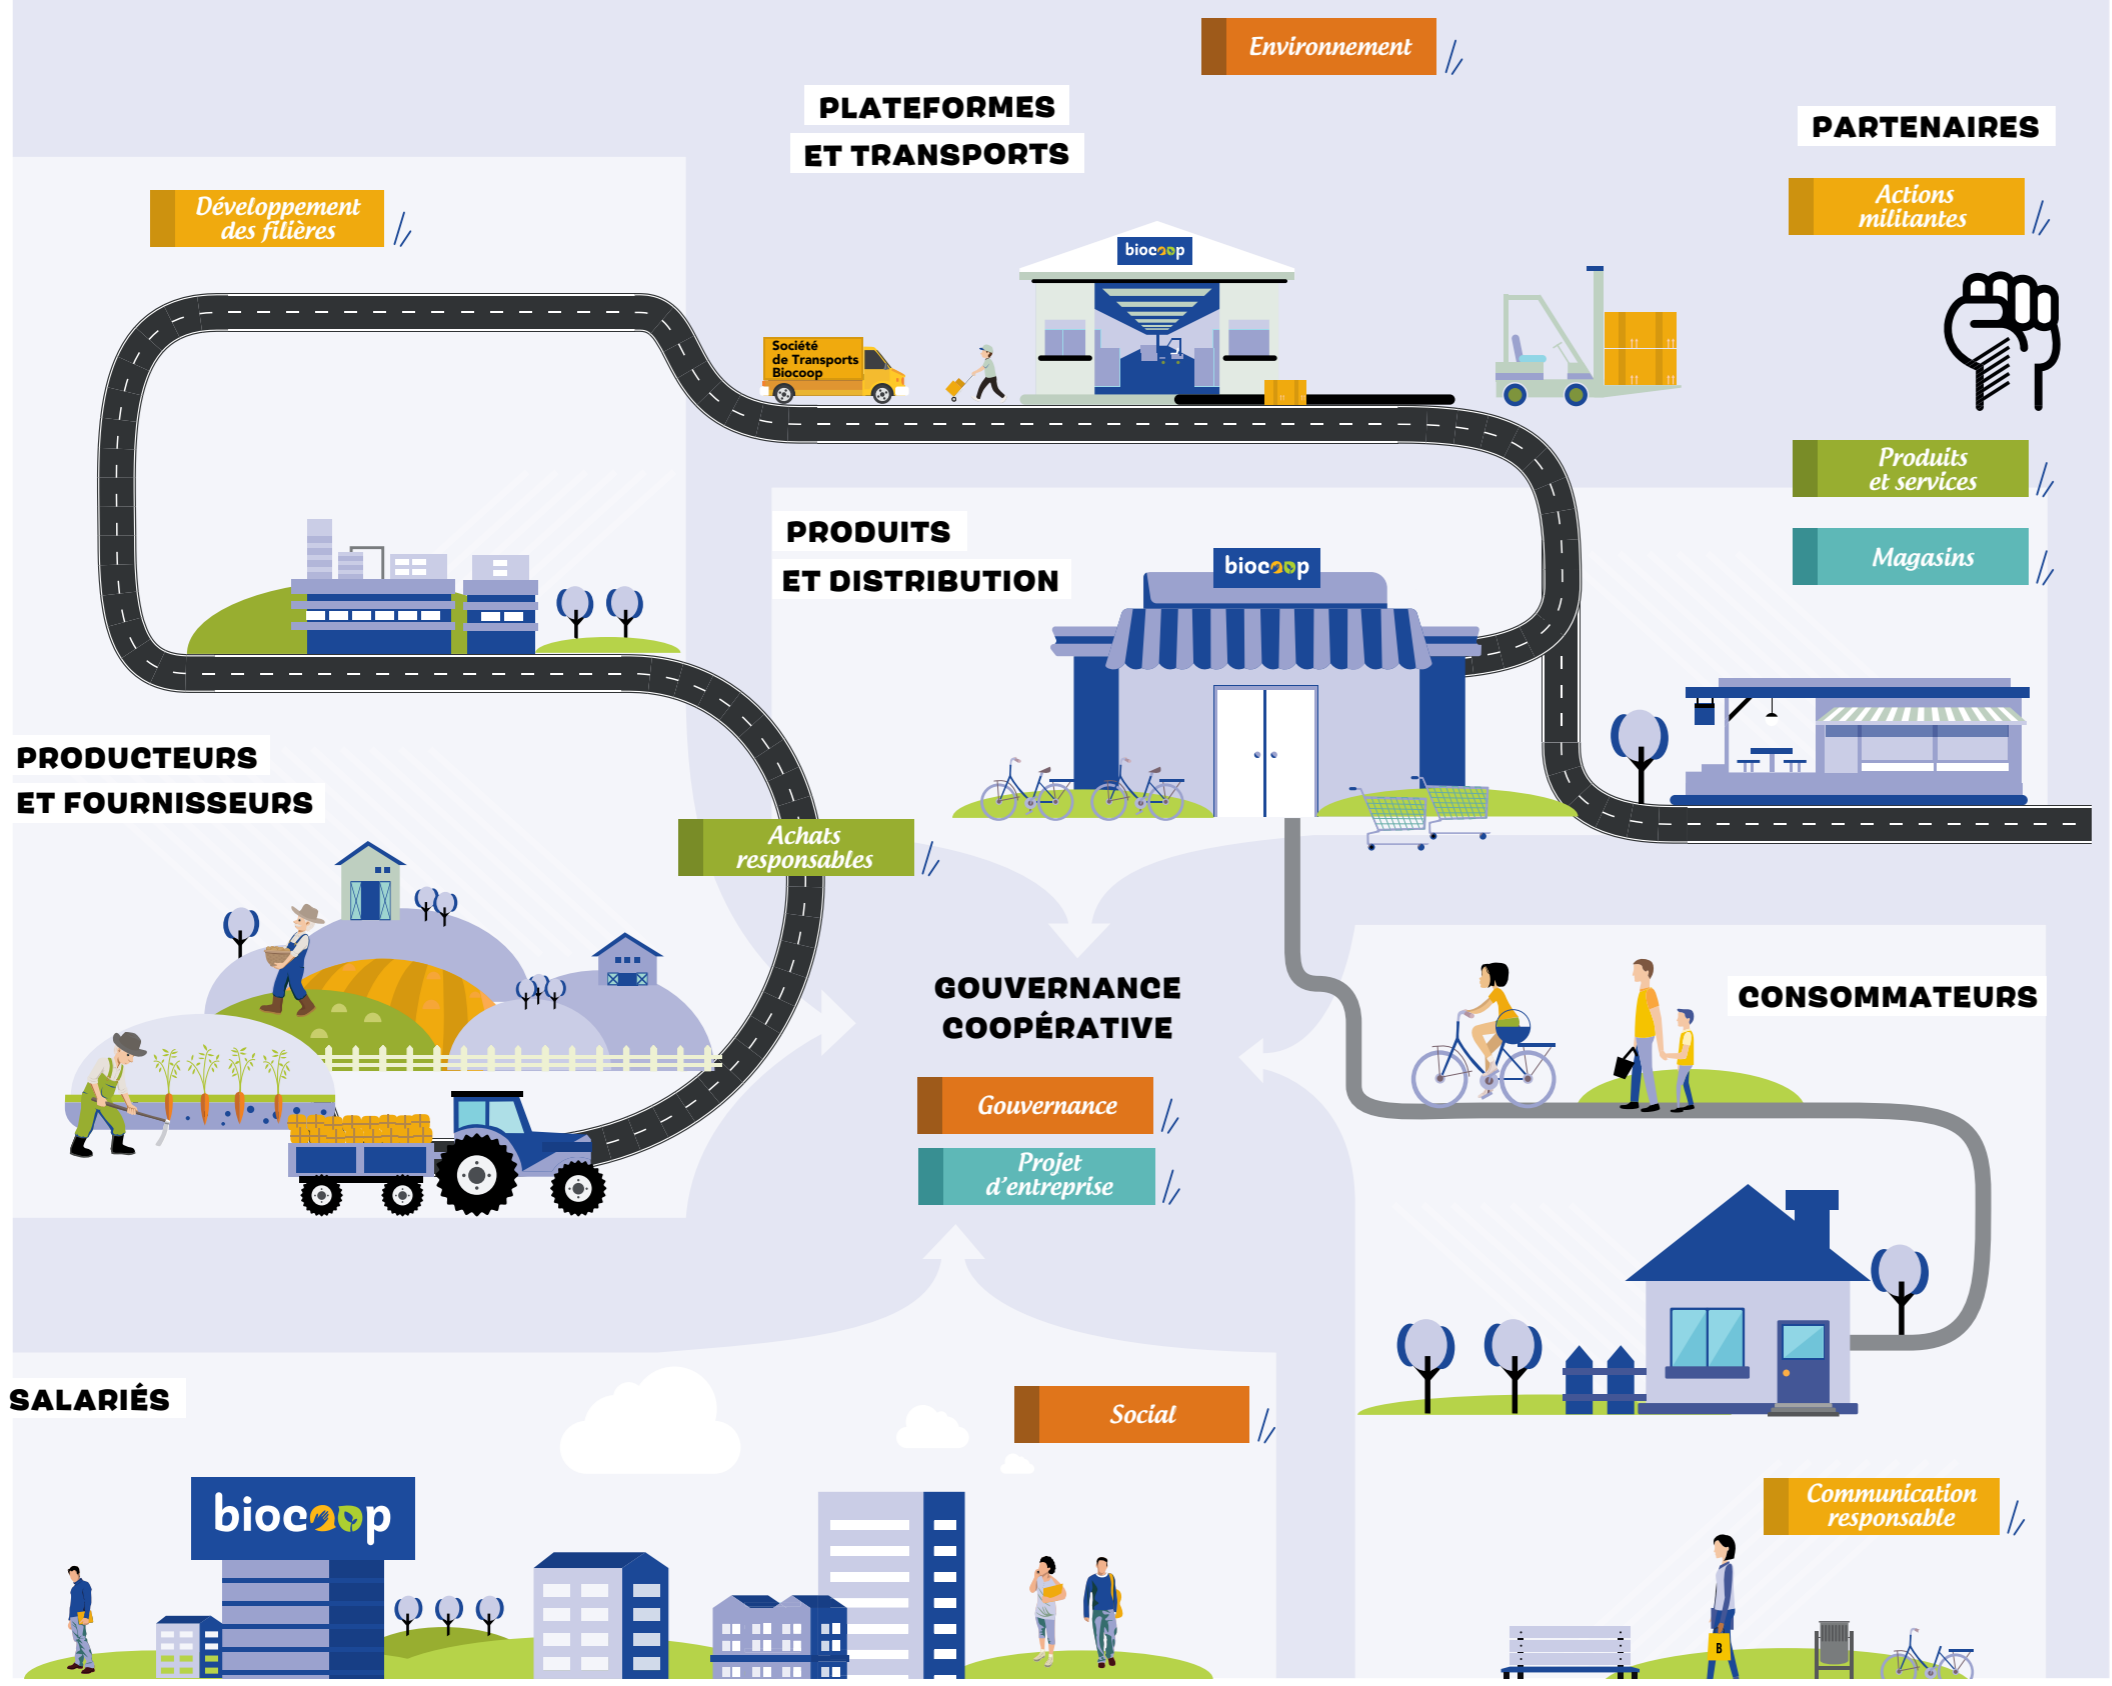 Environnement
PLATEFORMES
ET TRANSPORTS
PARTENAIRES
Actions
militantes
Développement
des filières
biocoop
Société
de Transports
Biocoop
Produits
et services
Magasins
PRODUITS
ET DISTRIBUTION
biocoop
PRODUCTEURS
ET FOURNISSEURS
Achats
responsables
GOUVERNANCE
COOPÉRATIVE
Gouvernance
Projet
d'entreprise
CONSOMMATEURS
SALARIÉS
Social
biocoop
Communication
responsable
B